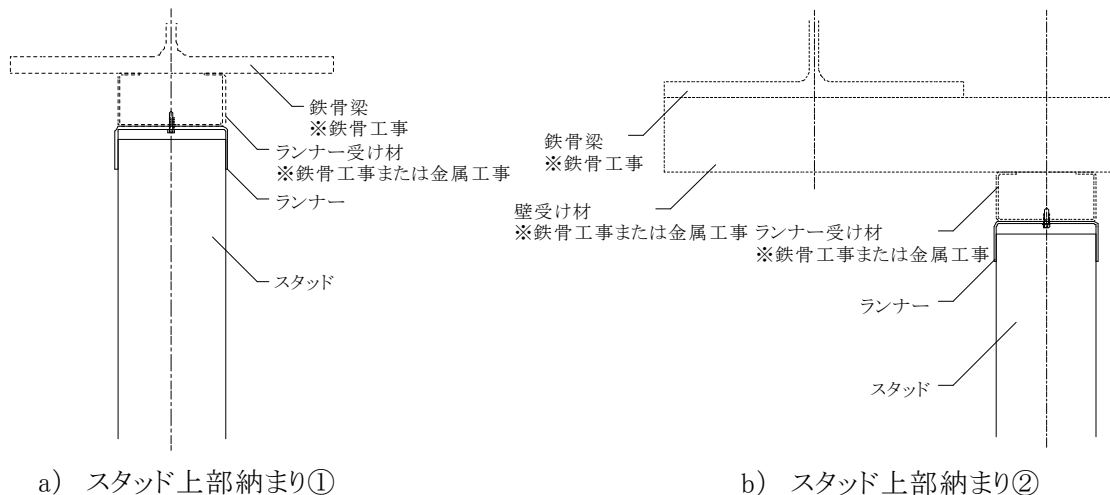 鉄骨梁
※鉄骨工事
ランナー受け材
※鉄骨工事または金属工事
ランナー
スタッド
a) スタッド上部納まり①
鉄骨梁
※鉄骨工事
壁受け材
※鉄骨工事または金属工事
ランナー受け材
※鉄骨工事または金属工事
ランナー
スタッド
b) スタッド上部納まり②